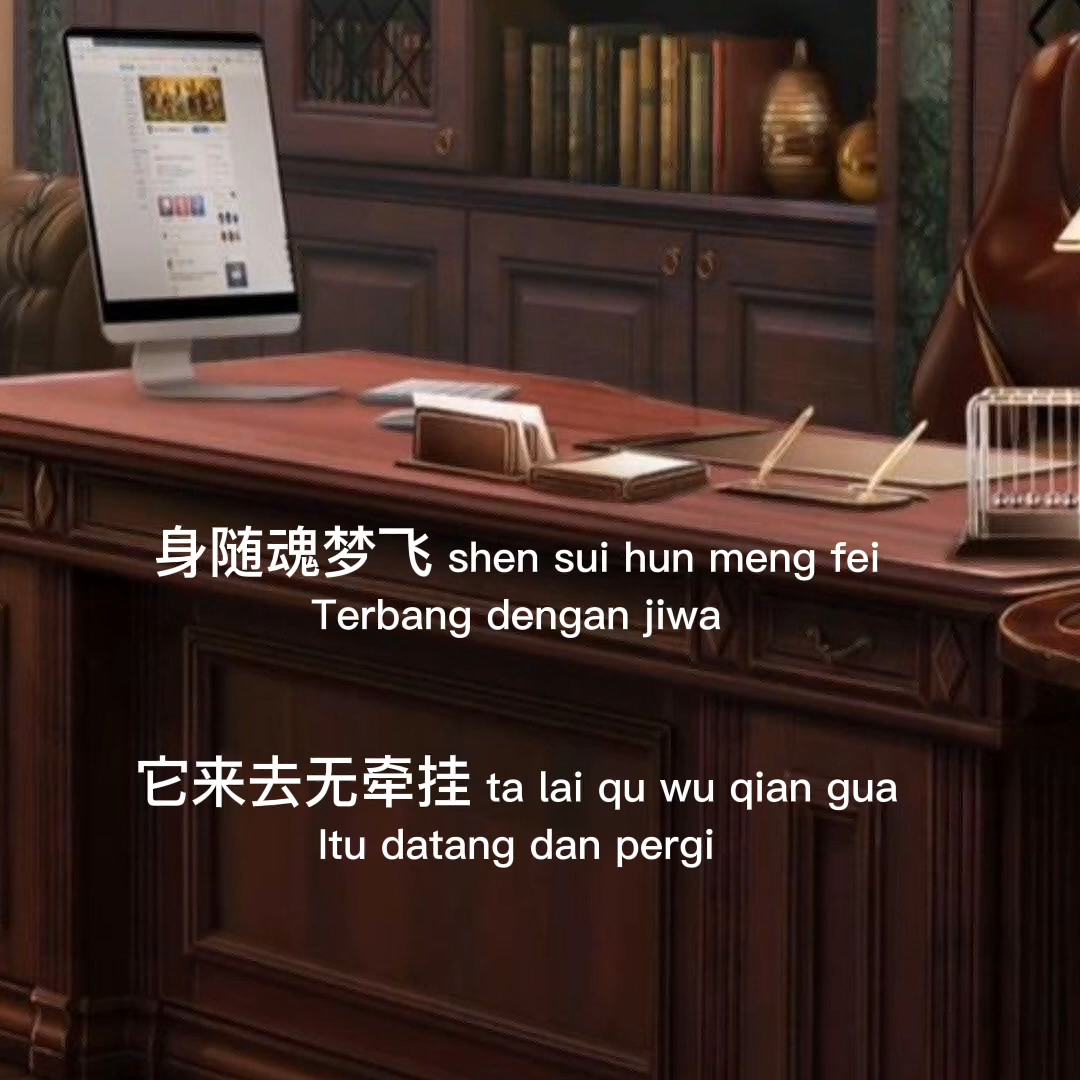 身随魂梦飞 shen sui hun meng fei
Terbang dengan jiwa
它来去无牵挂 ta lai qu wu qian gua
Itu datang dan pergi